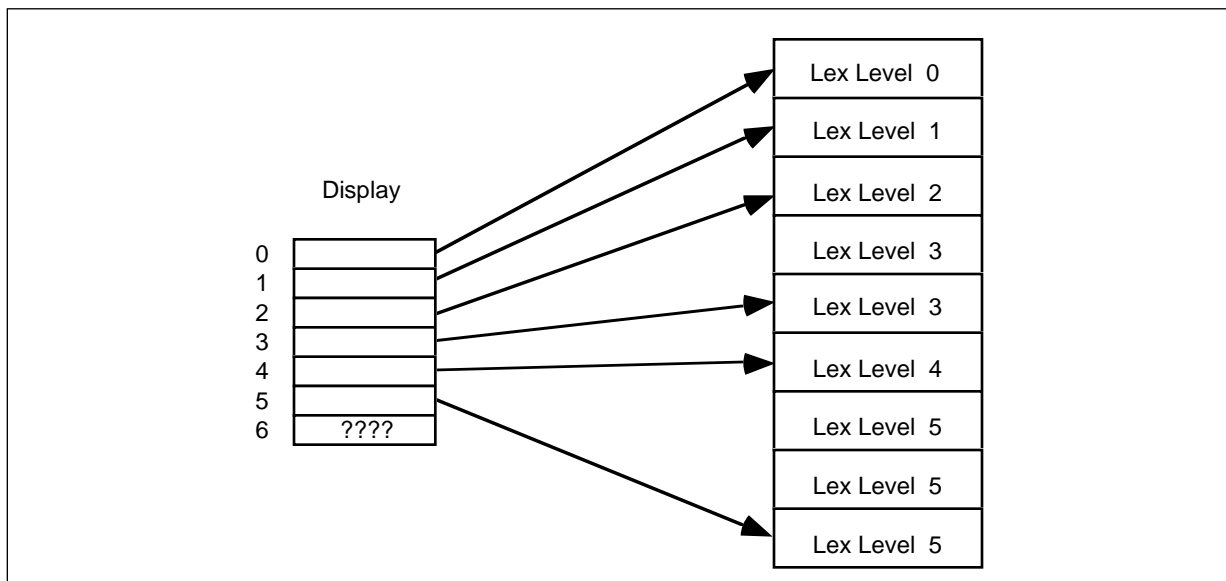 Display
0
1
2
3
4
5
6 ????
Lex Level 0
Lex Level 1
Lex Level 2
Lex Level 3
Lex Level 3
Lex Level 4
Lex Level 5
Lex Level 5
Lex Level 5